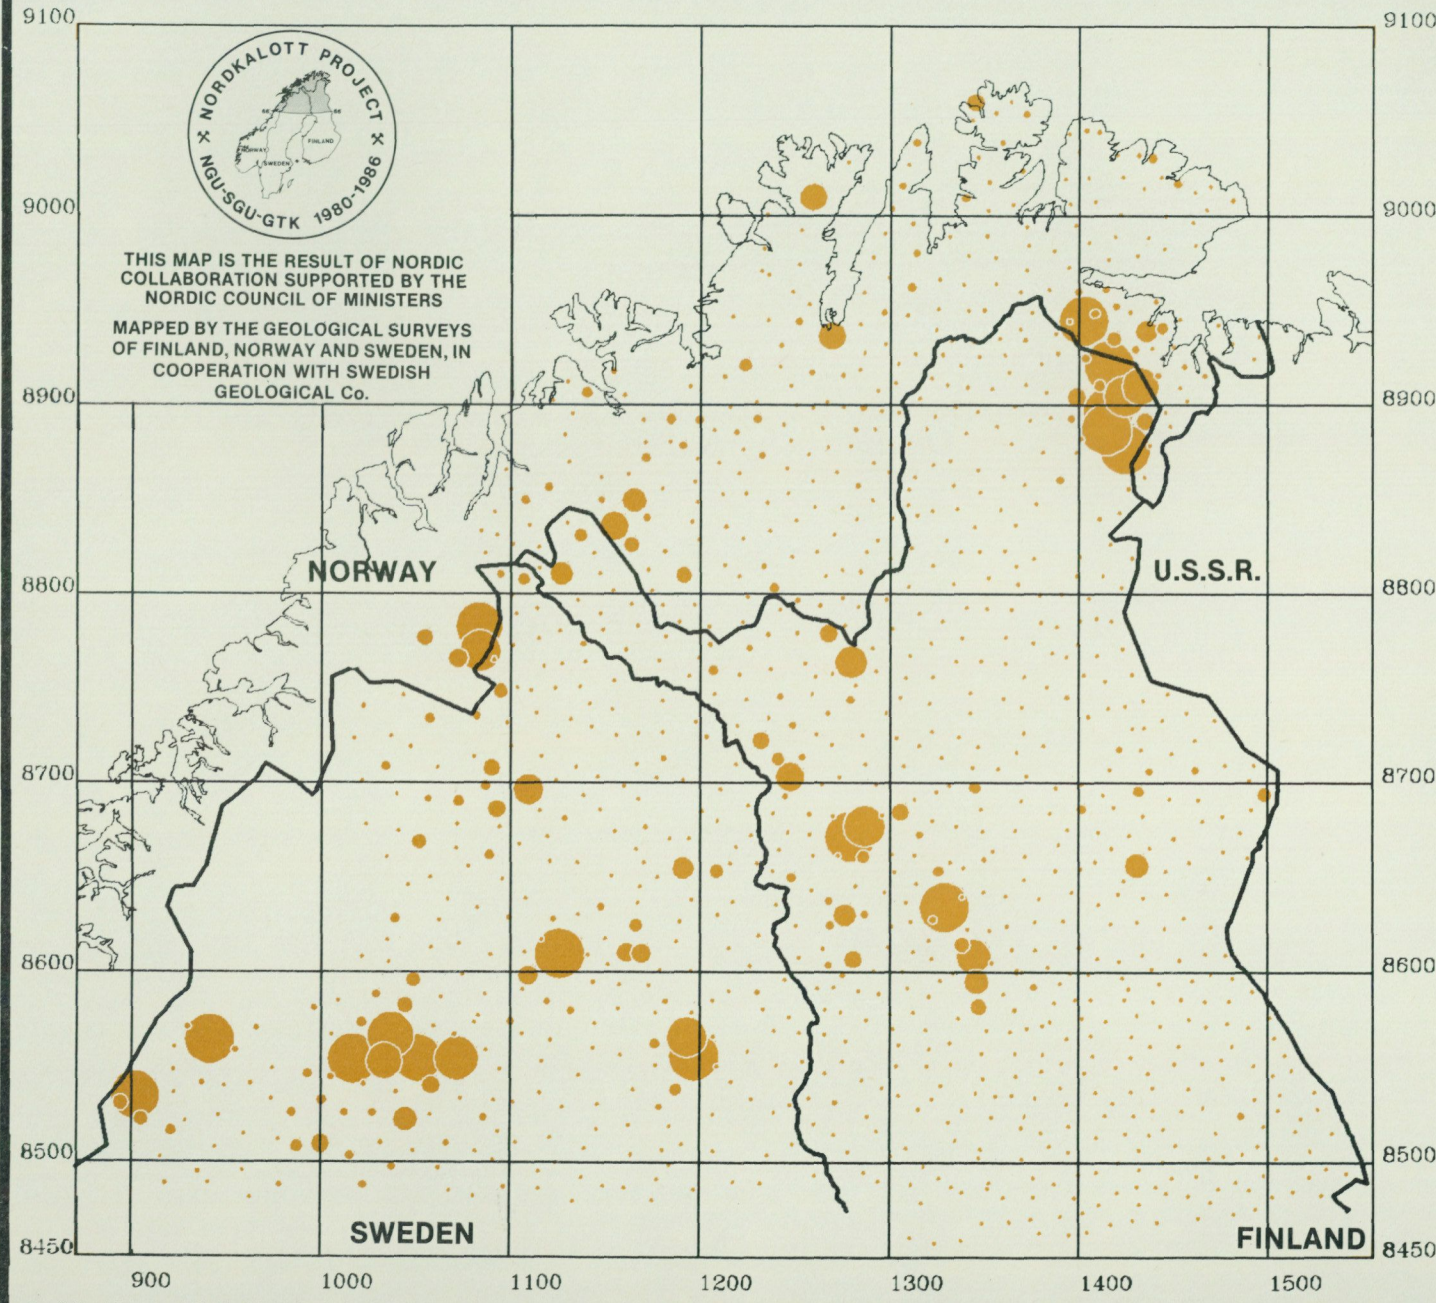 9100
9100
NORDKALOTT PROJECT
NGU-SGU-GTK 1980-1986
NORWAY
SWEDEN
FINLAND
9000
9000
THIS MAP IS THE RESULT OF NORDIC
COLLABORATION SUPPORTED BY THE
NORDIC COUNCIL OF MINISTERS
MAPPED BY THE GEOLOGICAL SURVEYS
OF FINLAND, NORWAY AND SWEDEN, IN
COOPERATION WITH SWEDISH
GEOLOGICAL Co.
8900
8900
NORWAY
U.S.S.R.
8800
8800
8700
8700
8600
8600
8500
8500
SWEDEN
FINLAND
8450
8450
900
1000
1100
1200
1300
1400
1500